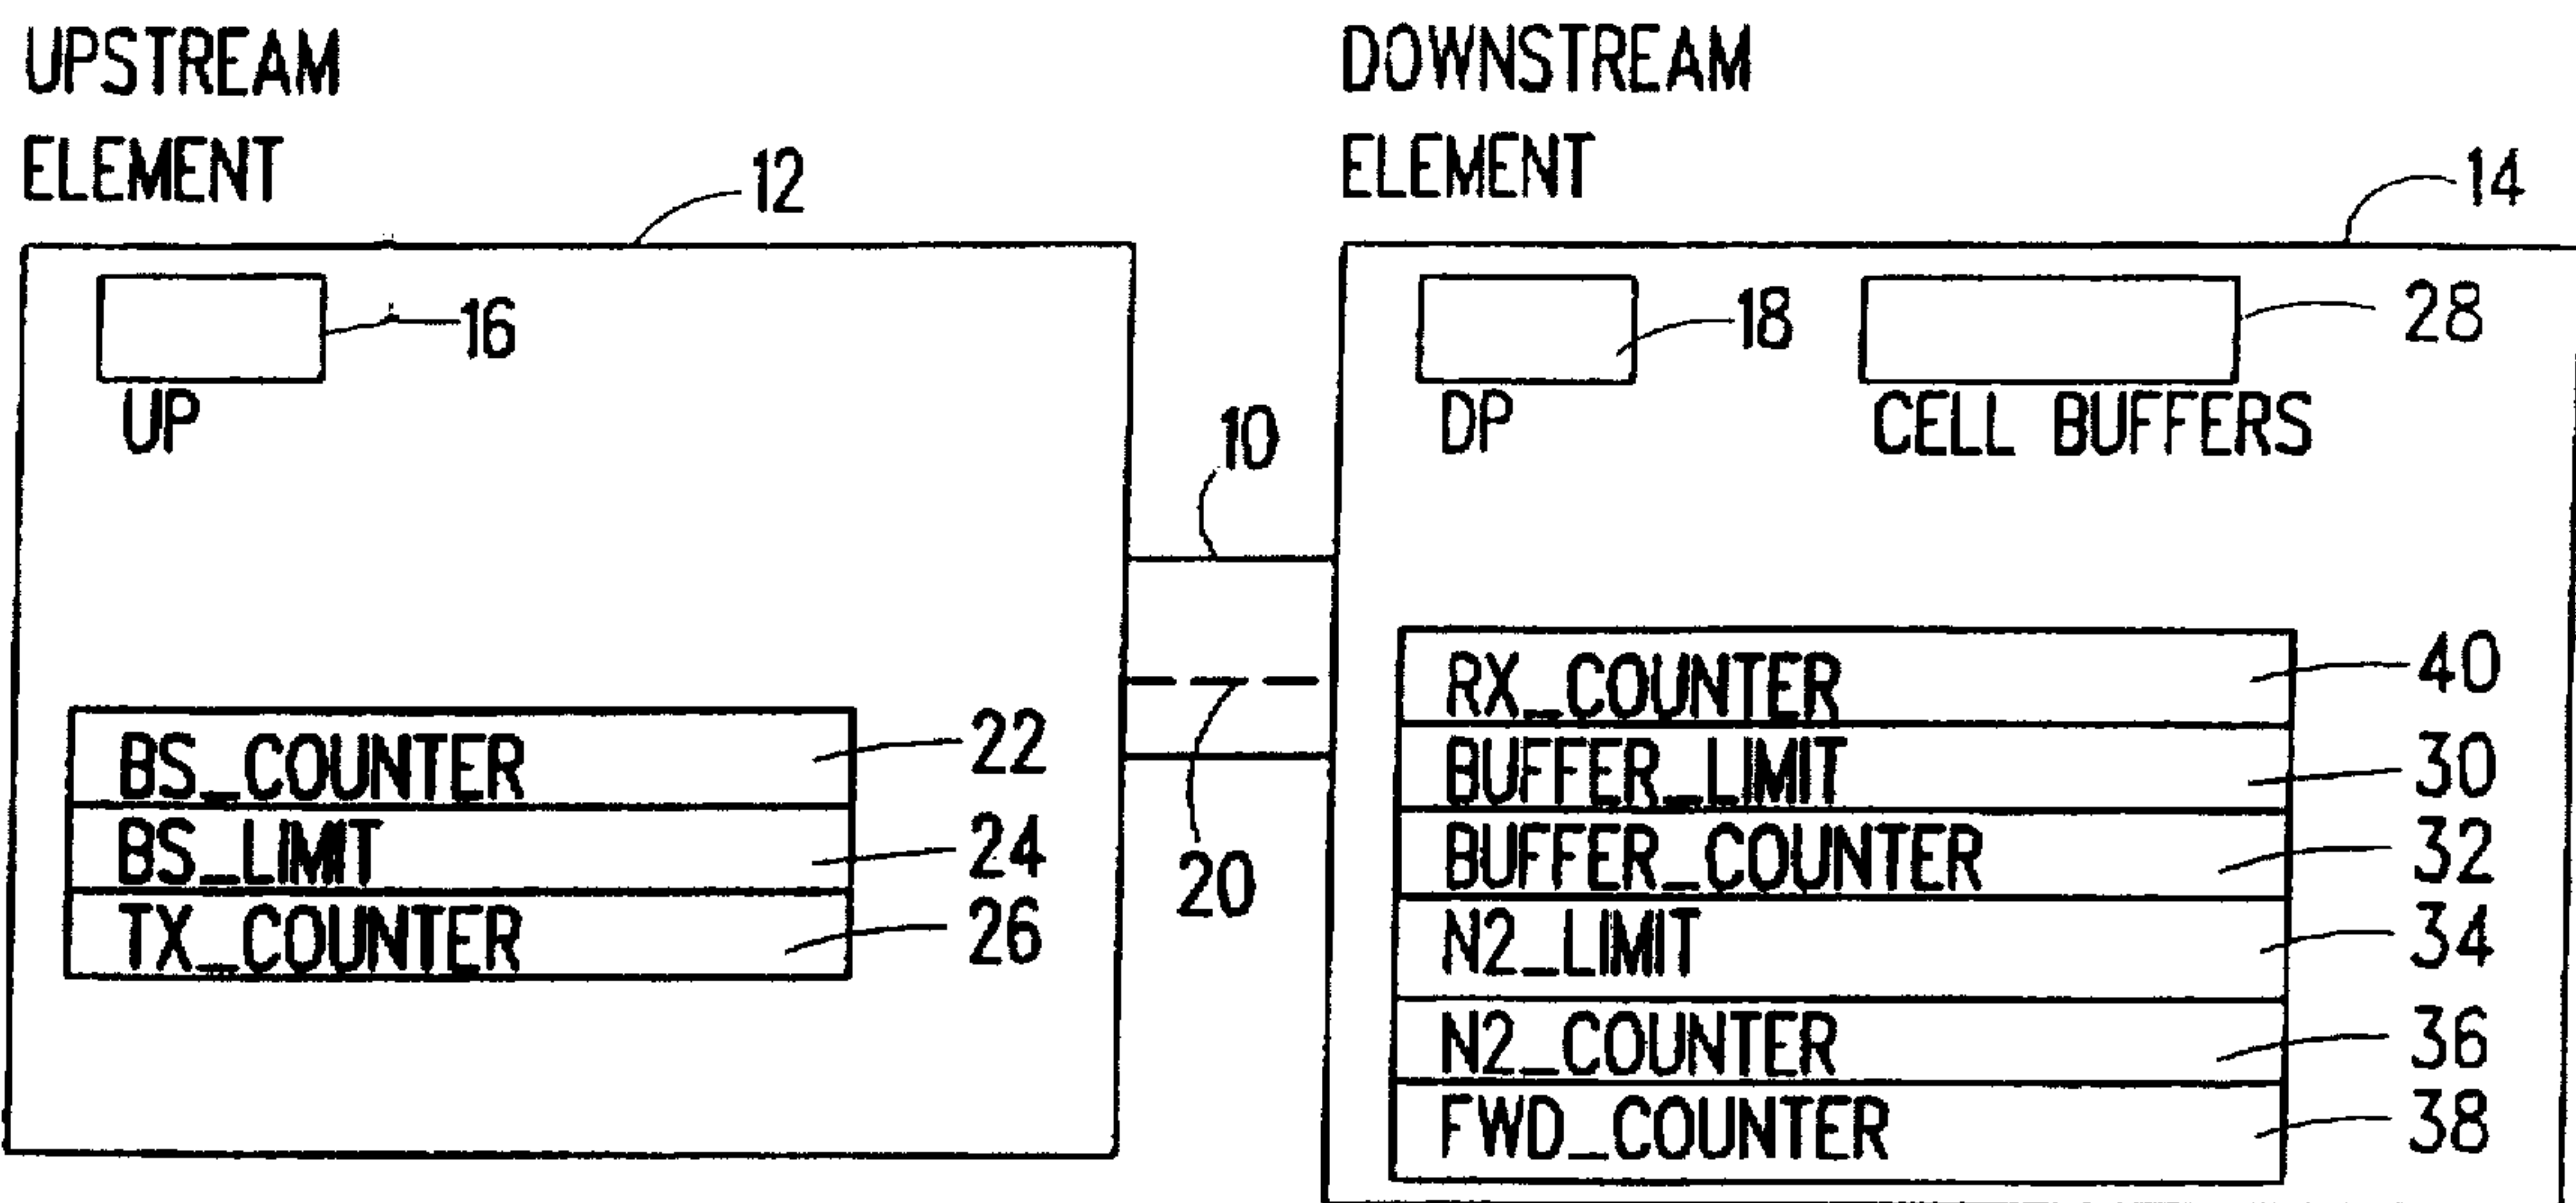 UPSTREAM
ELEMENT
12
16
UP
BS_COUNTER 22
BS_LIMIT 24
TX_COUNTER 26
10
20
DOWNSTREAM
ELEMENT
14
18
DP
28
CELL BUFFERS
RX_COUNTER 40
BUFFER_LIMIT 30
BUFFER_COUNTER 32
N2_LIMIT 34
N2_COUNTER 36
FWD_COUNTER 38